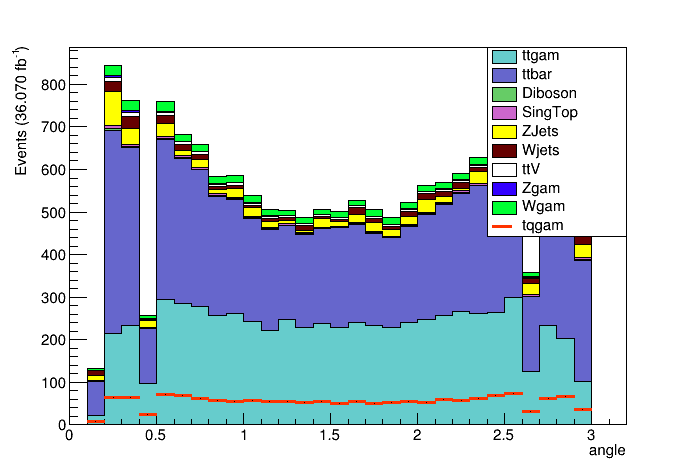 Events (36.070 fb⁻¹)
800
700
600
500
400
300
200
100
0
0 0.5 1 1.5 2 2.5 3
angle
ttgam
ttbar
Diboson
SingTop
ZJets
Wjets
ttV
Zgam
Wgam
tqgam